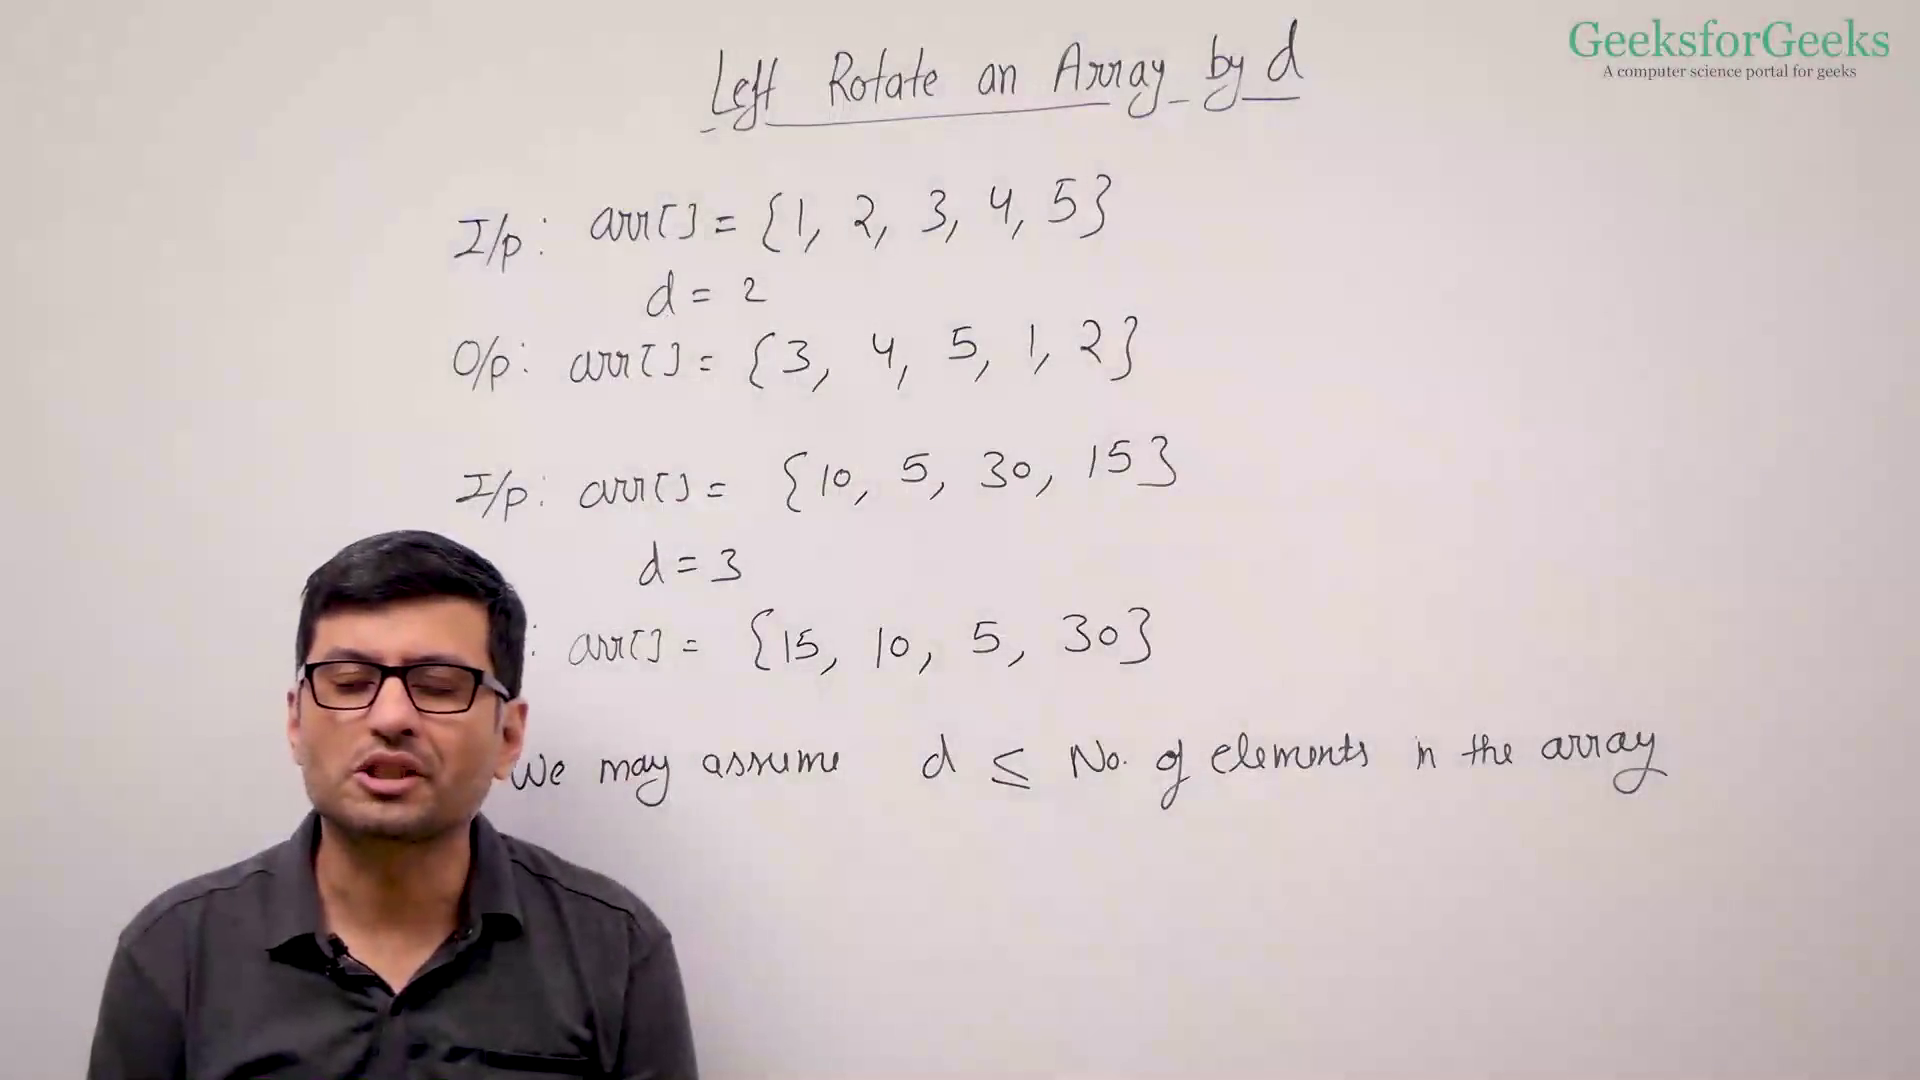 GeeksforGeeks
A computer science portal for geeks
Left Rotate an Array by d
I/p: arr[] = {1, 2, 3, 4, 5}
d = 2
O/p: arr[] = {3, 4, 5, 1, 2}
I/p: arr[] = {10, 5, 30, 15}
d = 3
: arr[] = {15, 10, 5, 30}
We may assume d ≤ No. of elements in the array